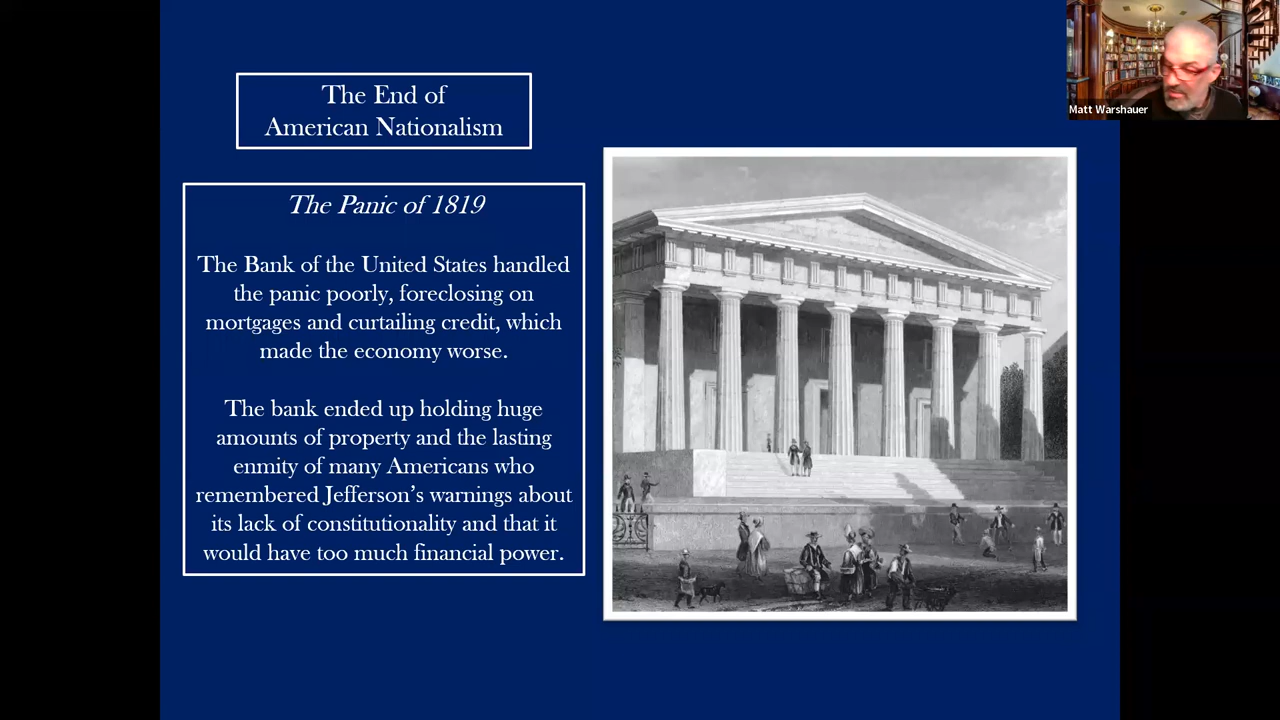 The End of
American Nationalism
The Panic of 1819
The Bank of the United States handled
the panic poorly, foreclosing on
mortgages and curtailing credit, which
made the economy worse.
The bank ended up holding huge
amounts of property and the lasting
enmity of many Americans who
remembered Jefferson’s warnings about
its lack of constitutionality and that it
would have too much financial power.
Matt Warshauer